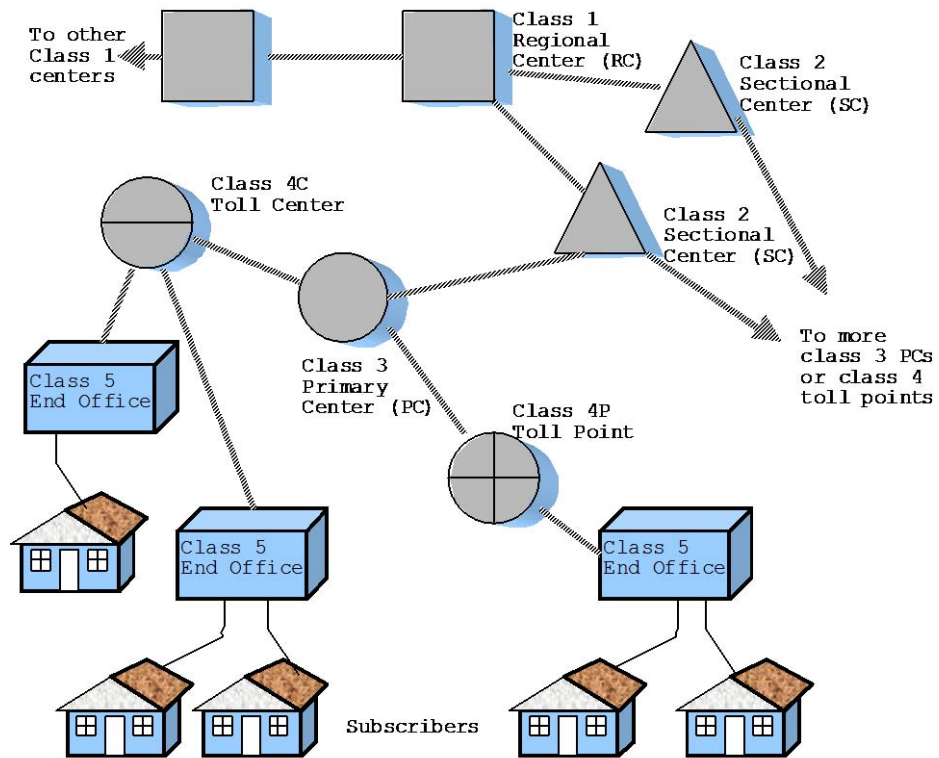 To other
Class 1
centers
Class 1
Regional
Center (RC)
Class 2
Sectional
Center (SC)
Class 4C
Toll Center
Class 2
Sectional
Center (SC)
To more
class 3 PCs
or class 4
toll points
Class 5
End Office
Class 3
Primary
Center (PC)
Class 4P
Toll Point
Class 5
End Office
Class 5
End Office
Subscribers